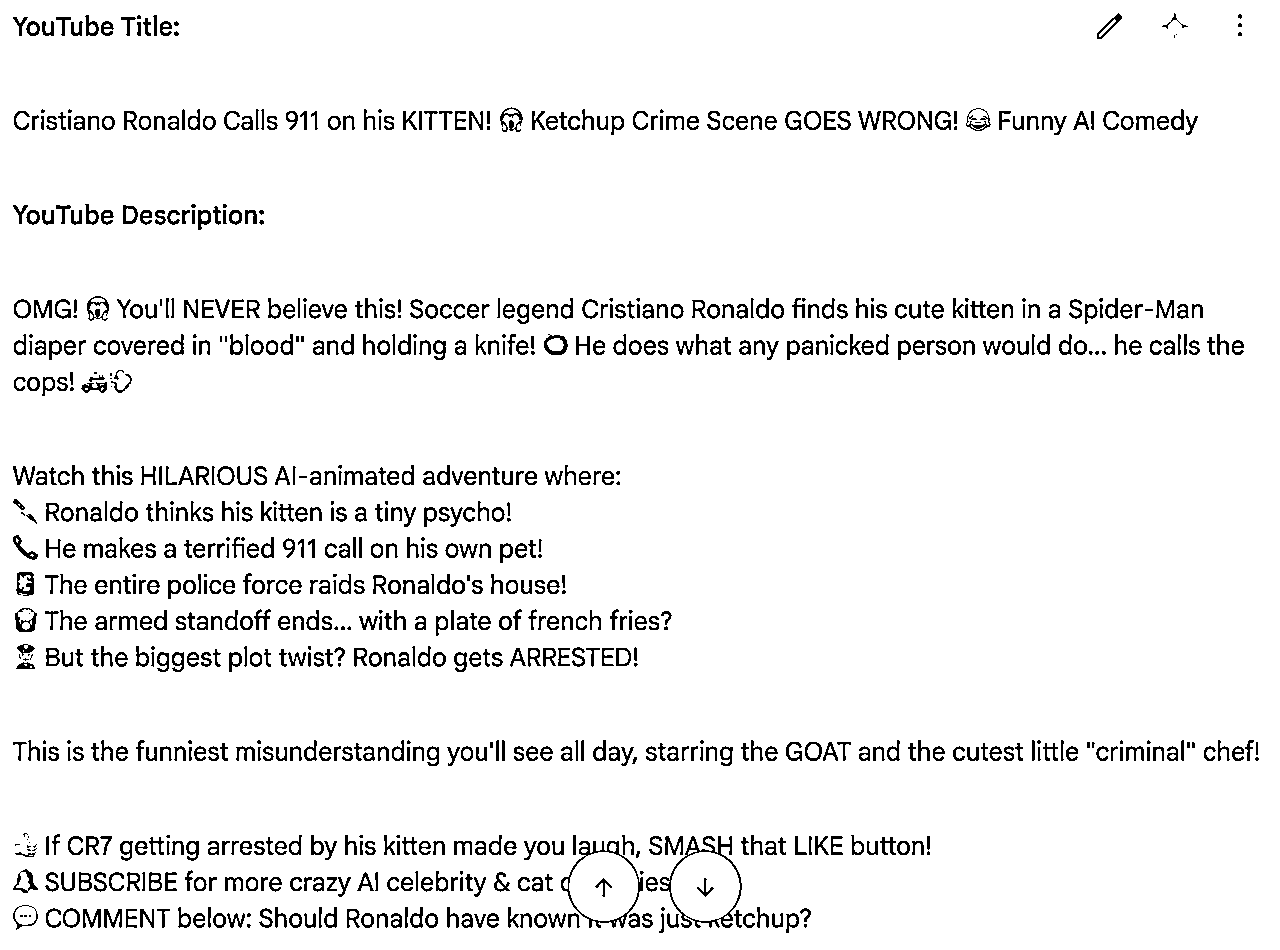 YouTube Title:
Cristiano Ronaldo Calls 911 on his KITTEN! 😱 Ketchup Crime Scene GOES WRONG! 😂 Funny AI Comedy
YouTube Description:
OMG! 😱 You'll NEVER believe this! Soccer legend Cristiano Ronaldo finds his cute kitten in a Spider-Man
diaper covered in "blood" and holding a knife! He does what any panicked person would do... he calls the
cops! 🚓💨
Watch this HILARIOUS AI-animated adventure where:
🔪 Ronaldo thinks his kitten is a tiny psycho!
📞 He makes a terrified 911 call on his own pet!
The entire police force raids Ronaldo's house!
🍟 The armed standoff ends... with a plate of french fries?
👮 But the biggest plot twist? Ronaldo gets ARRESTED!
This is the funniest misunderstanding you'll see all day, starring the GOAT and the cutest little "criminal" chef!
👍 If CR7 getting arrested by his kitten made you laugh, SMASH that LIKE button!
🔔 SUBSCRIBE for more crazy AI celebrity & cat
💬 COMMENT below: Should Ronaldo have known it was just ketchup?